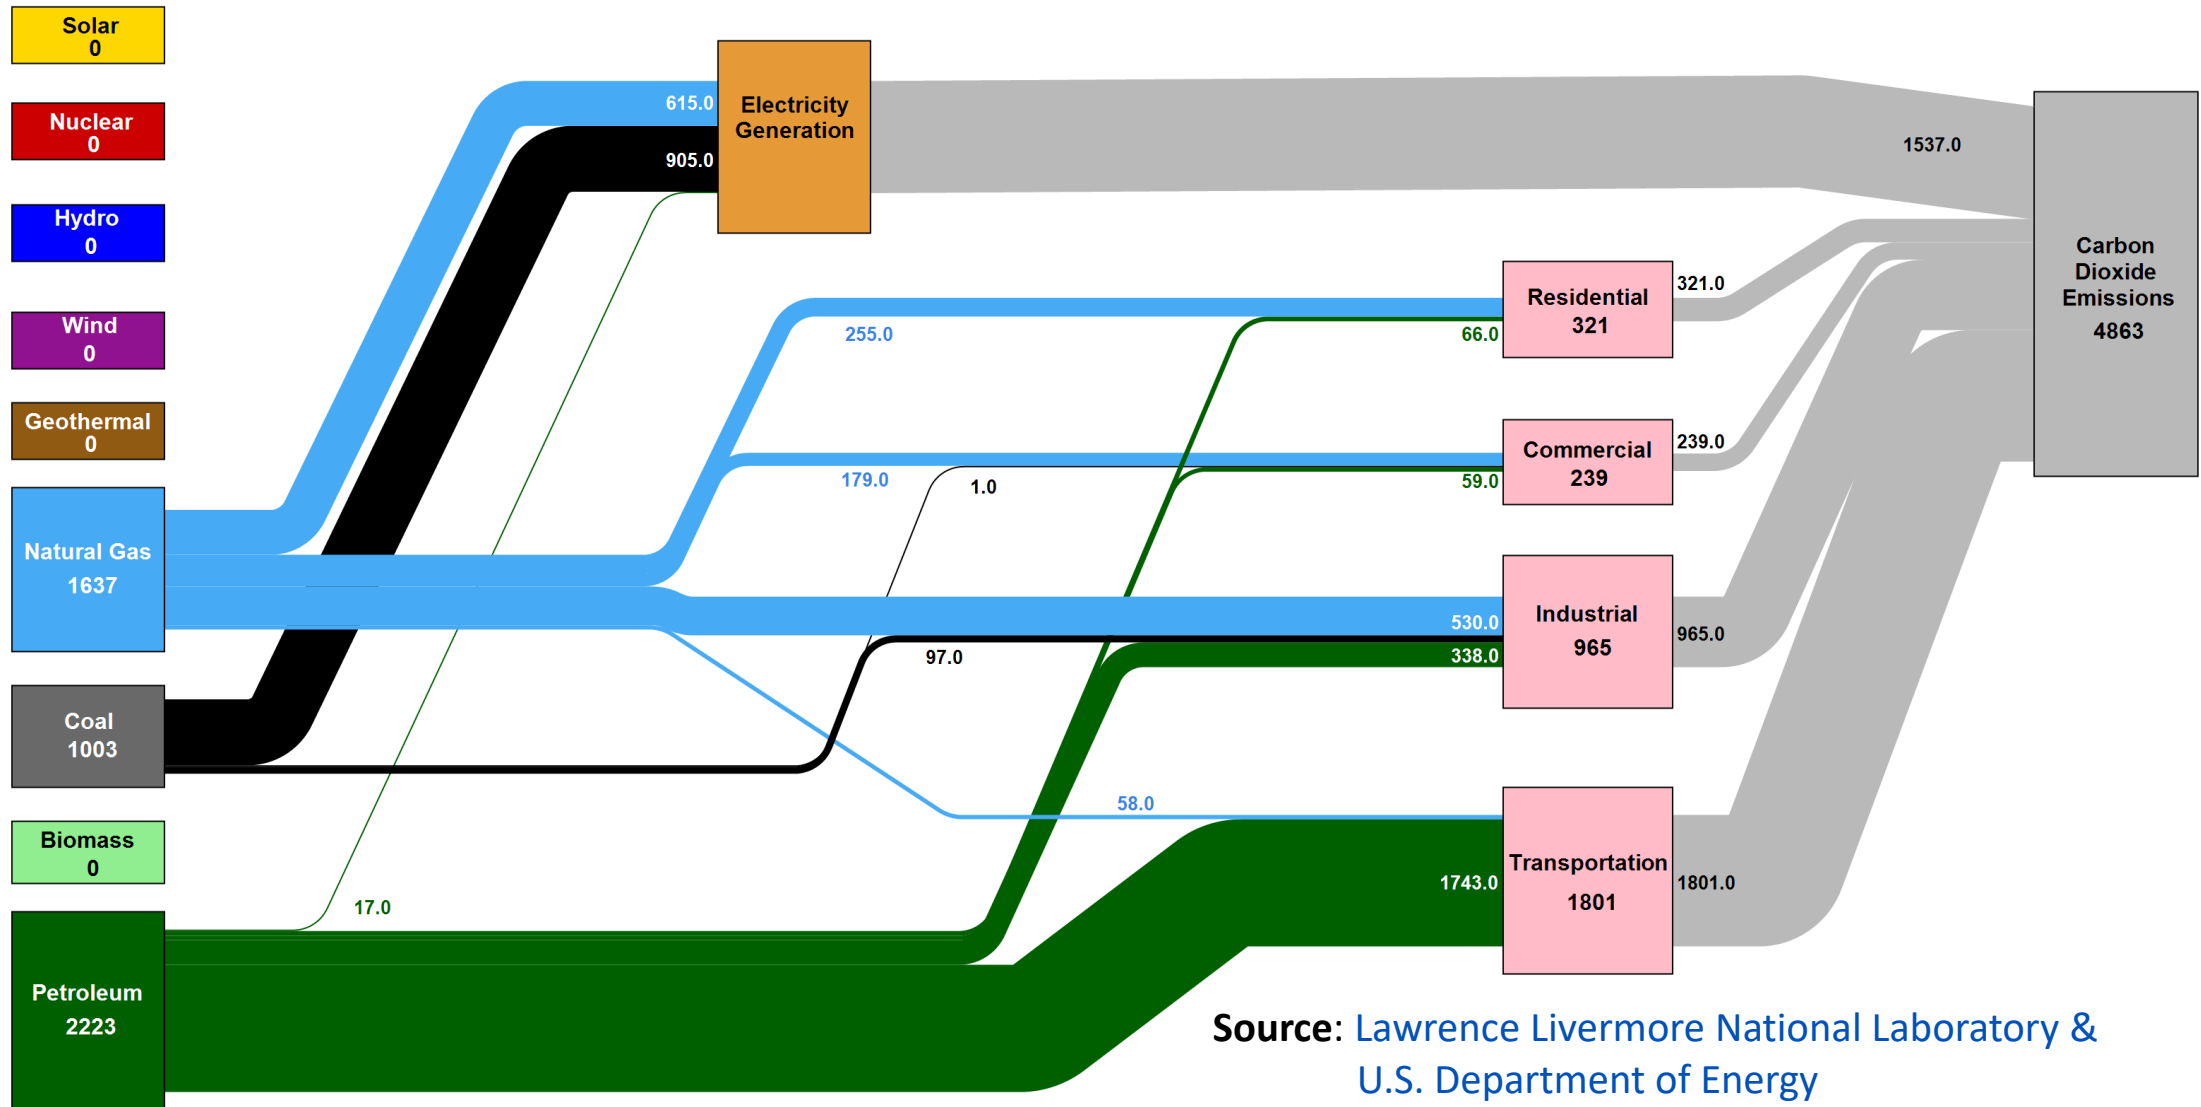 Solar
0
Nuclear
0
Hydro
0
Wind
0
Geothermal
0
Natural Gas
1637
Coal
1003
Biomass
0
Petroleum
2223
615.0
905.0
17.0
Electricity
Generation
255.0
179.0
1.0
97.0
58.0
66.0
59.0
530.0
338.0
1743.0
Residential
321
Commercial
239
Industrial
965
Transportation
1801
1537.0
321.0
239.0
965.0
1801.0
Carbon
Dioxide
Emissions
4863
Source: Lawrence Livermore National Laboratory &
U.S. Department of Energy